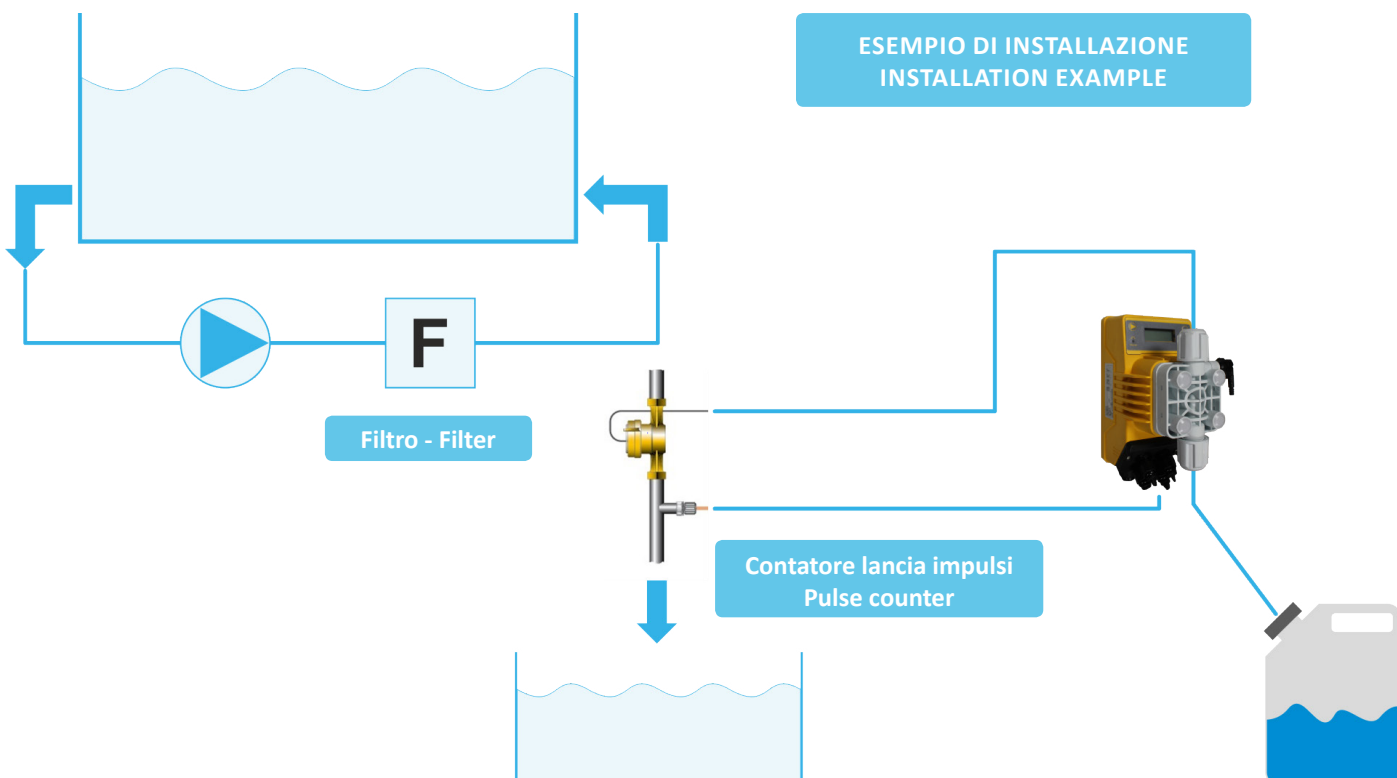 ESEMPIO DI INSTALLAZIONE
INSTALLATION EXAMPLE
F
Filtro - Filter
Contatore lancia impulsi
Pulse counter